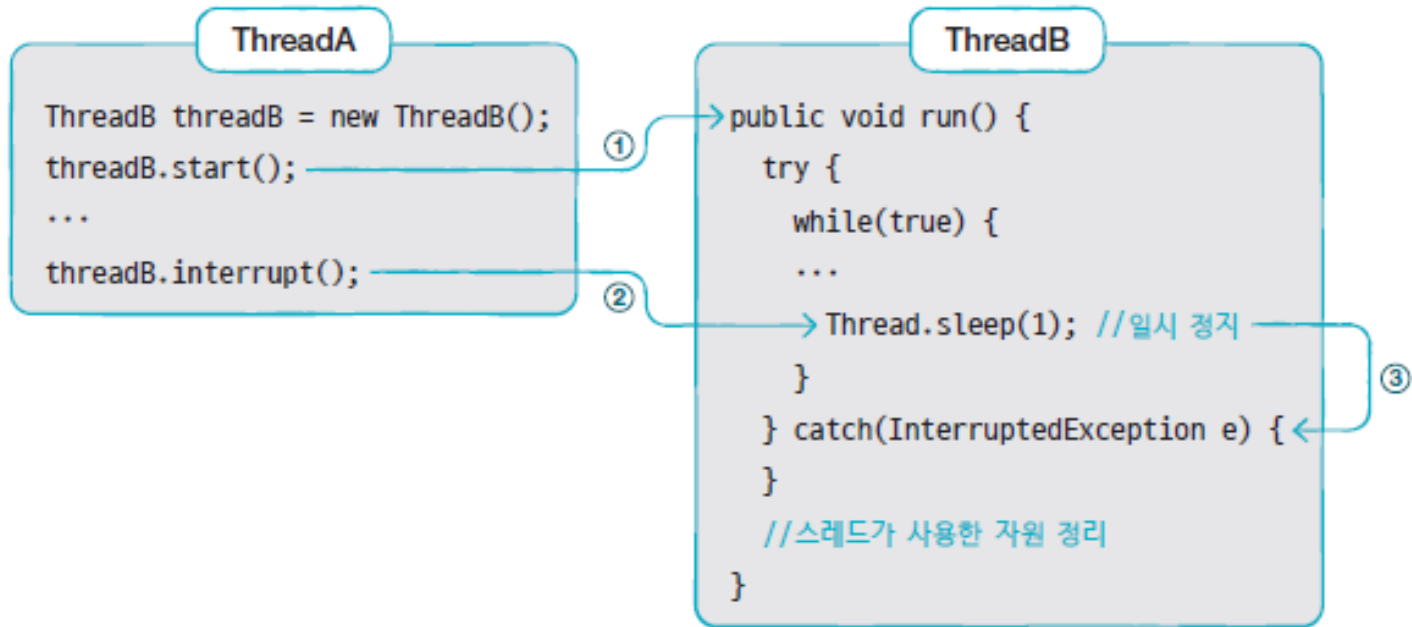 ThreadA
ThreadB threadB = new ThreadB();
threadB.start();
...
threadB.interrupt();
①
②
ThreadB
public void run() {
try {
while(true) {
...
Thread.sleep(1); //일시 정지
}
} catch(InterruptedException e) {
}
//스레드가 사용한 자원 정리
}
③